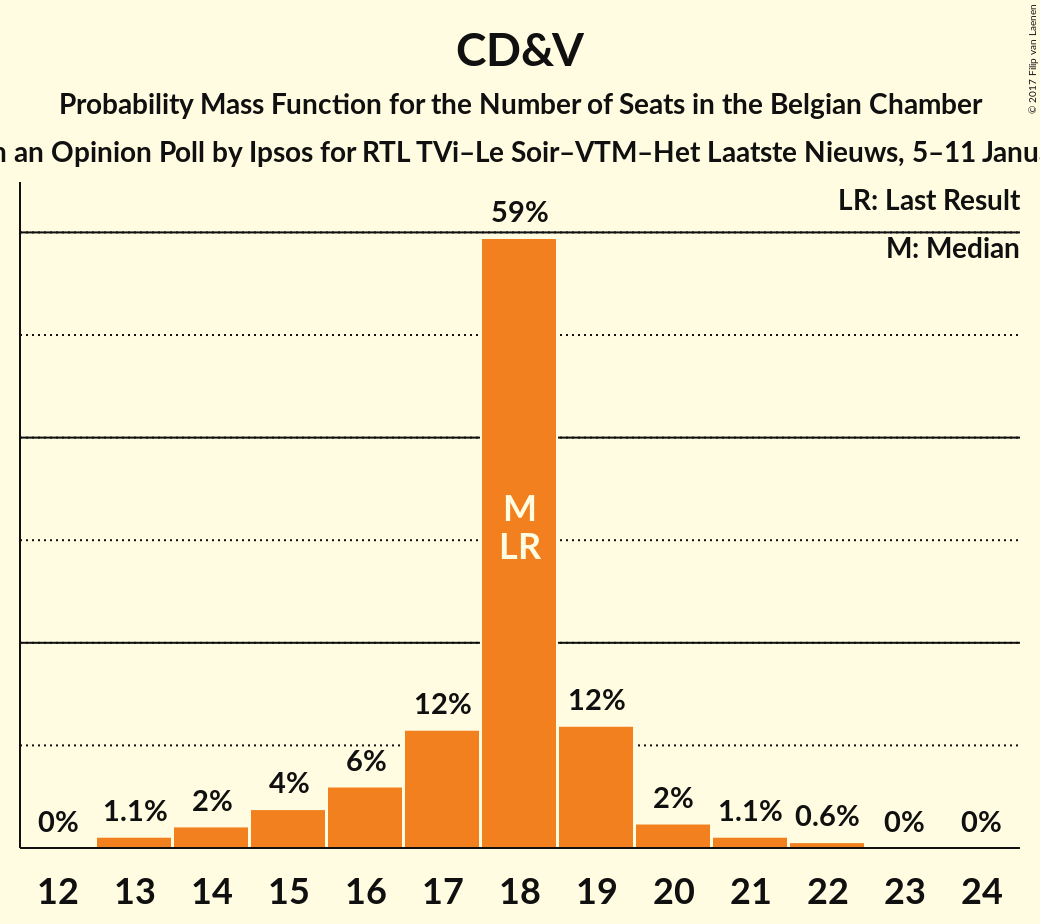 CD&V
Probability Mass Function for the Number of Seats in the Belgian Chamber
an Opinion Poll by Ipsos for RTL TVi–Le Soir–VTM–Het Laatste Nieuws, 5–11
© 2017 Filip van Laenen
LR: Last Result
M: Median
59%
M
LR
12%
12%
6%
4%
2%
2%
1.1%
1.1%
0.6%
0%
0%
0%
12 13 14 15 16 17 18 19 20 21 22 23 24